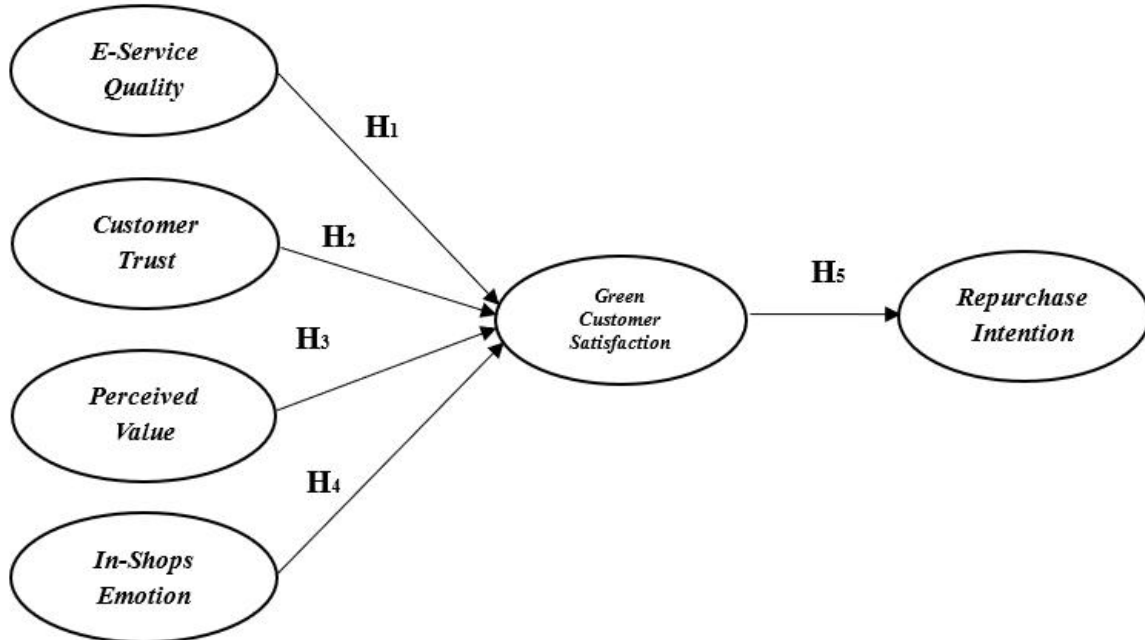 E-Service
Quality
H1
Customer
Trust
H2
Green
Customer
Satisfaction
H5
Repurchase
Intention
H3
Perceived
Value
H4
In-Shops
Emotion